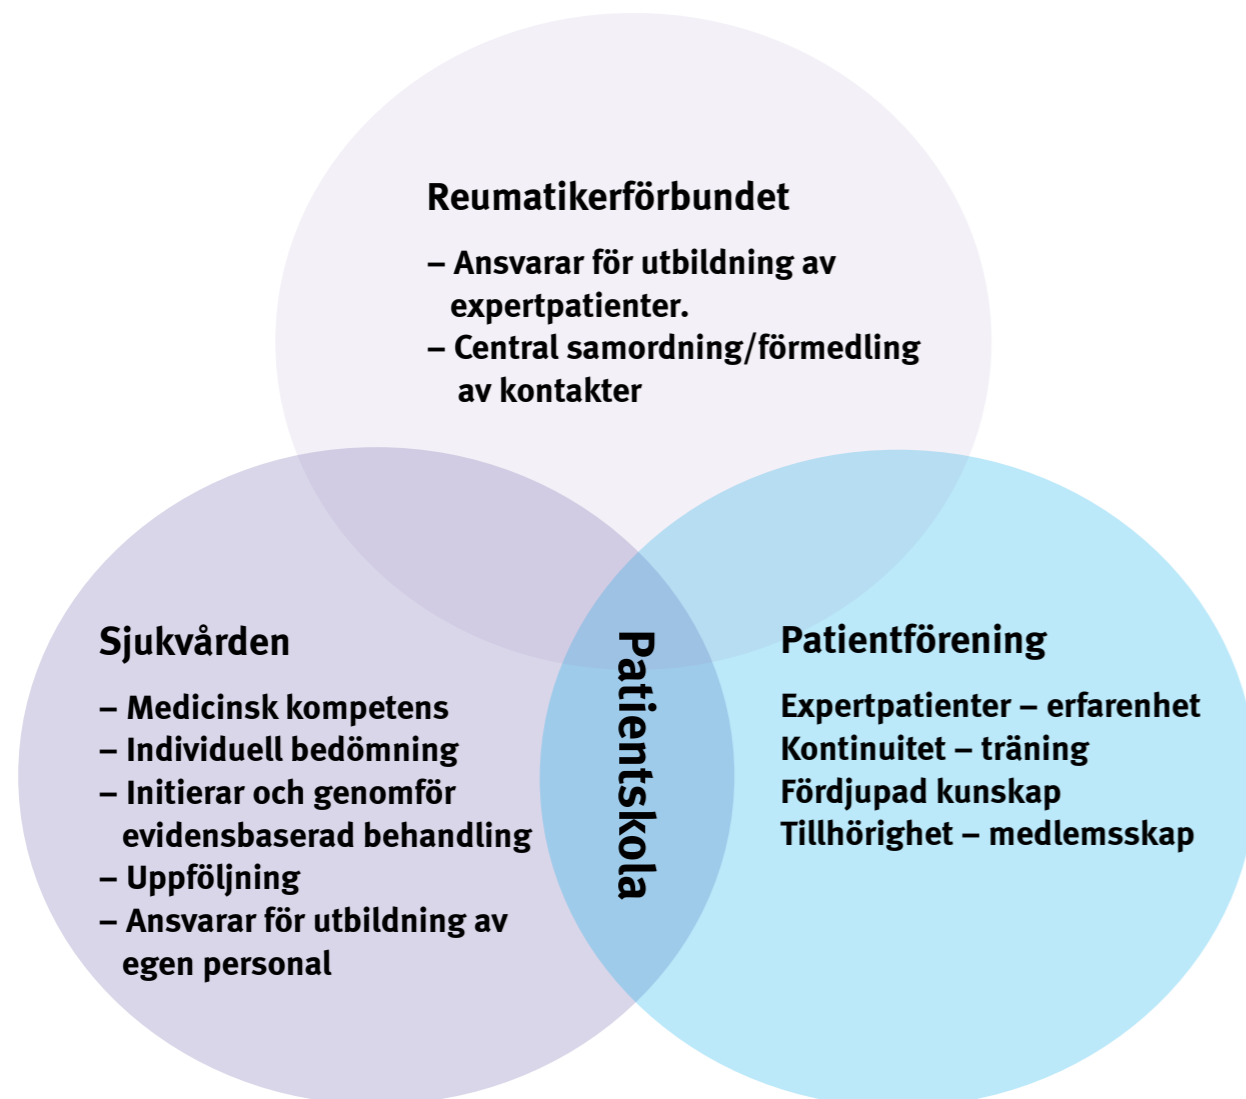 Reumatikerförbundet
– Ansvarar för utbildning av
expertpatienter.
– Central samordning/förmedling
av kontakter
Sjukvården
– Medicinsk kompetens
– Individuell bedömning
– Initierar och genomför
evidensbaserad behandling
– Uppföljning
– Ansvarar för utbildning av
egen personal
Patientskola
Patientförening
Expertpatienter – erfarenhet
Kontinuitet – träning
Fördjupad kunskap
Tillhörighet – medlemsskap